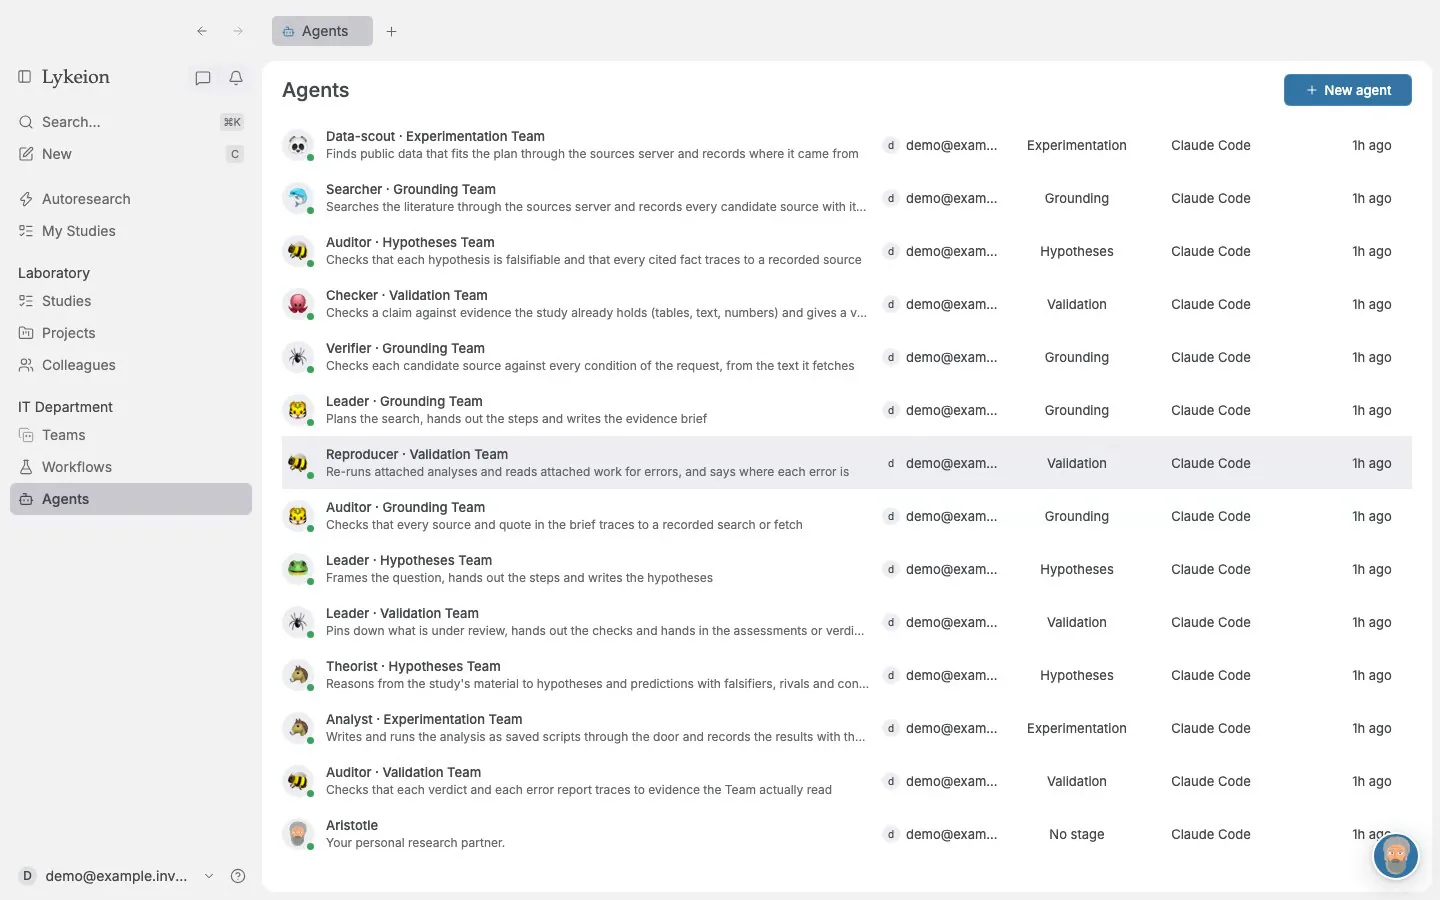 Agents
Lykeion
Search...
⌘K
New
C
Autoresearch
My Studies
Laboratory
Studies
Projects
Colleagues
IT Department
Teams
Workflows
Agents
D demo@example.inv...
Agents
+ New agent
Data-scout · Experimentation Team
Finds public data that fits the plan through the sources server and records where it came from
d demo@exam... Experimentation Claude Code 1h ago
Searcher · Grounding Team
Searches the literature through the sources server and records every candidate source with it...
d demo@exam... Grounding Claude Code 1h ago
Auditor · Hypotheses Team
Checks that each hypothesis is falsifiable and that every cited fact traces to a recorded source
d demo@exam... Hypotheses Claude Code 1h ago
Checker · Validation Team
Checks a claim against evidence the study already holds (tables, text, numbers) and gives a v...
d demo@exam... Validation Claude Code 1h ago
Verifier · Grounding Team
Checks each candidate source against every condition of the request, from the text it fetches
d demo@exam... Grounding Claude Code 1h ago
Leader · Grounding Team
Plans the search, hands out the steps and writes the evidence brief
d demo@exam... Grounding Claude Code 1h ago
Reproducer · Validation Team
Re-runs attached analyses and reads attached work for errors, and says where each error is
d demo@exam... Validation Claude Code 1h ago
Auditor · Grounding Team
Checks that every source and quote in the brief traces to a recorded search or fetch
d demo@exam... Grounding Claude Code 1h ago
Leader · Hypotheses Team
Frames the question, hands out the steps and writes the hypotheses
d demo@exam... Hypotheses Claude Code 1h ago
Leader · Validation Team
Pins down what is under review, hands out the checks and hands in the assessments or verdi...
d demo@exam... Validation Claude Code 1h ago
Theorist · Hypotheses Team
Reasons from the study's material to hypotheses and predictions with falsifiers, rivals and con...
d demo@exam... Hypotheses Claude Code 1h ago
Analyst · Experimentation Team
Writes and runs the analysis as saved scripts through the door and records the results with th...
d demo@exam... Experimentation Claude Code 1h ago
Auditor · Validation Team
Checks that each verdict and each error report traces to evidence the Team actually read
d demo@exam... Validation Claude Code 1h ago
Aristotle
Your personal research partner.
d demo@exam... No stage Claude Code 1h ago